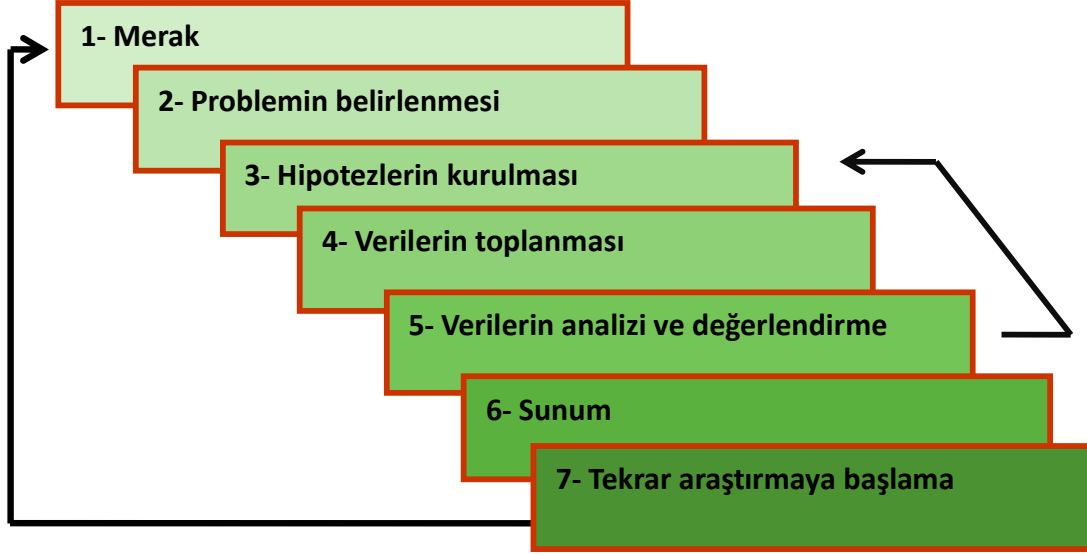 1- Merak
2- Problemin belirlenmesi
3- Hipotezlerin kurulması
4- Verilerin toplanması
5- Verilerin analizi ve değerlendirme
6- Sunum
7- Tekrar araştırmaya başlama